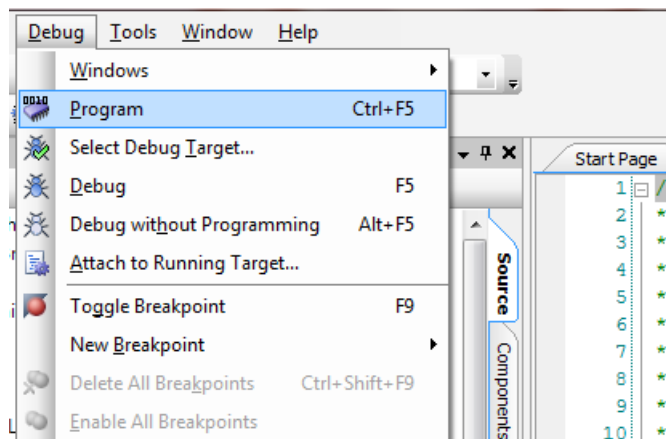 Debug Tools Window Help
Windows
0010
Program Ctrl+F5
Select Debug Target...
Debug F5
Debug without Programming Alt+F5
Attach to Running Target...
Toggle Breakpoint F9
New Breakpoint
Delete All Breakpoints Ctrl+Shift+F9
Enable All Breakpoints
Start Page
1 /
2 *
3 *
4 *
5 *
6 *
7 *
8 *
9 *
10 *
Source
Components